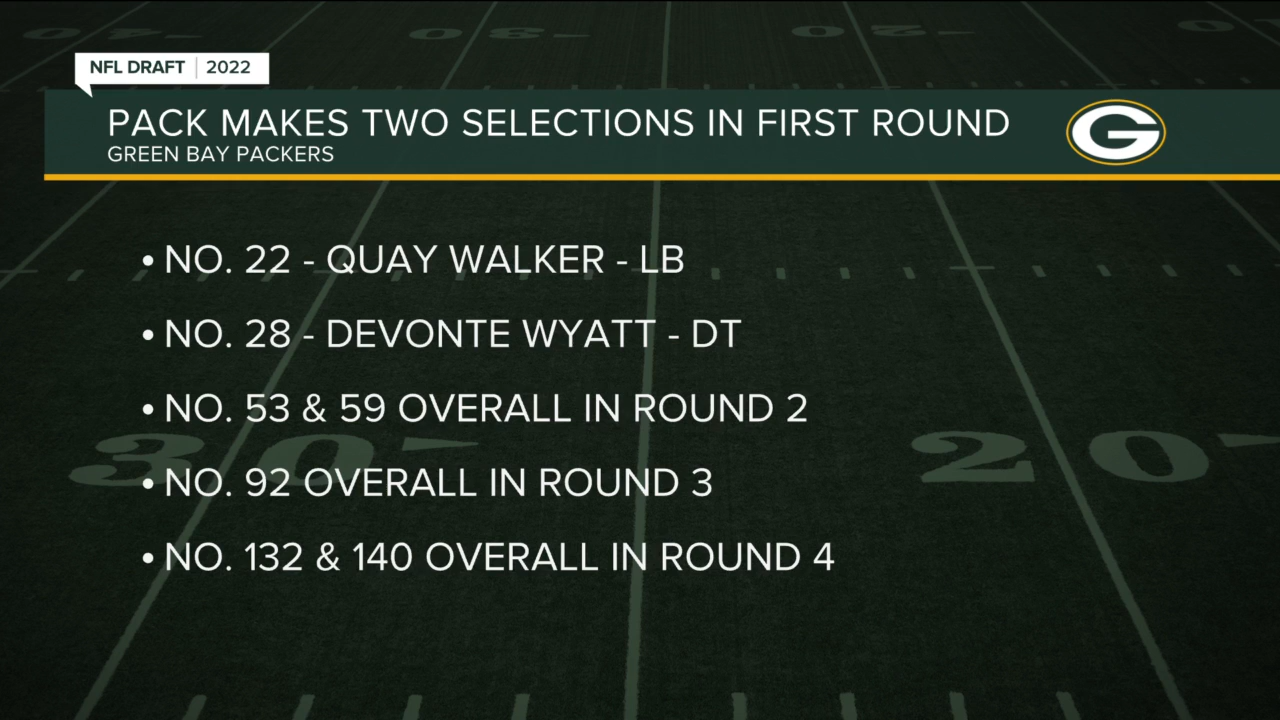 NFL DRAFT | 2022
PACK MAKES TWO SELECTIONS IN FIRST ROUND
GREEN BAY PACKERS
G
• NO. 22 - QUAY WALKER - LB
• NO. 28 - DEVONTE WYATT - DT
• NO. 53 & 59 OVERALL IN ROUND 2
30
20
• NO. 92 OVERALL IN ROUND 3
• NO. 132 & 140 OVERALL IN ROUND 4